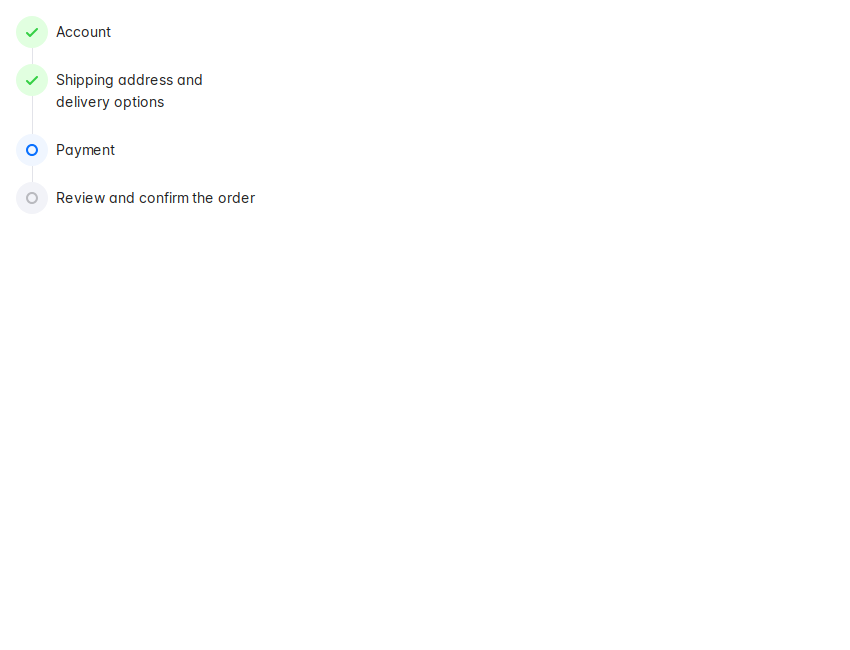 Account
Shipping address and
delivery options
Payment
Review and confirm the order